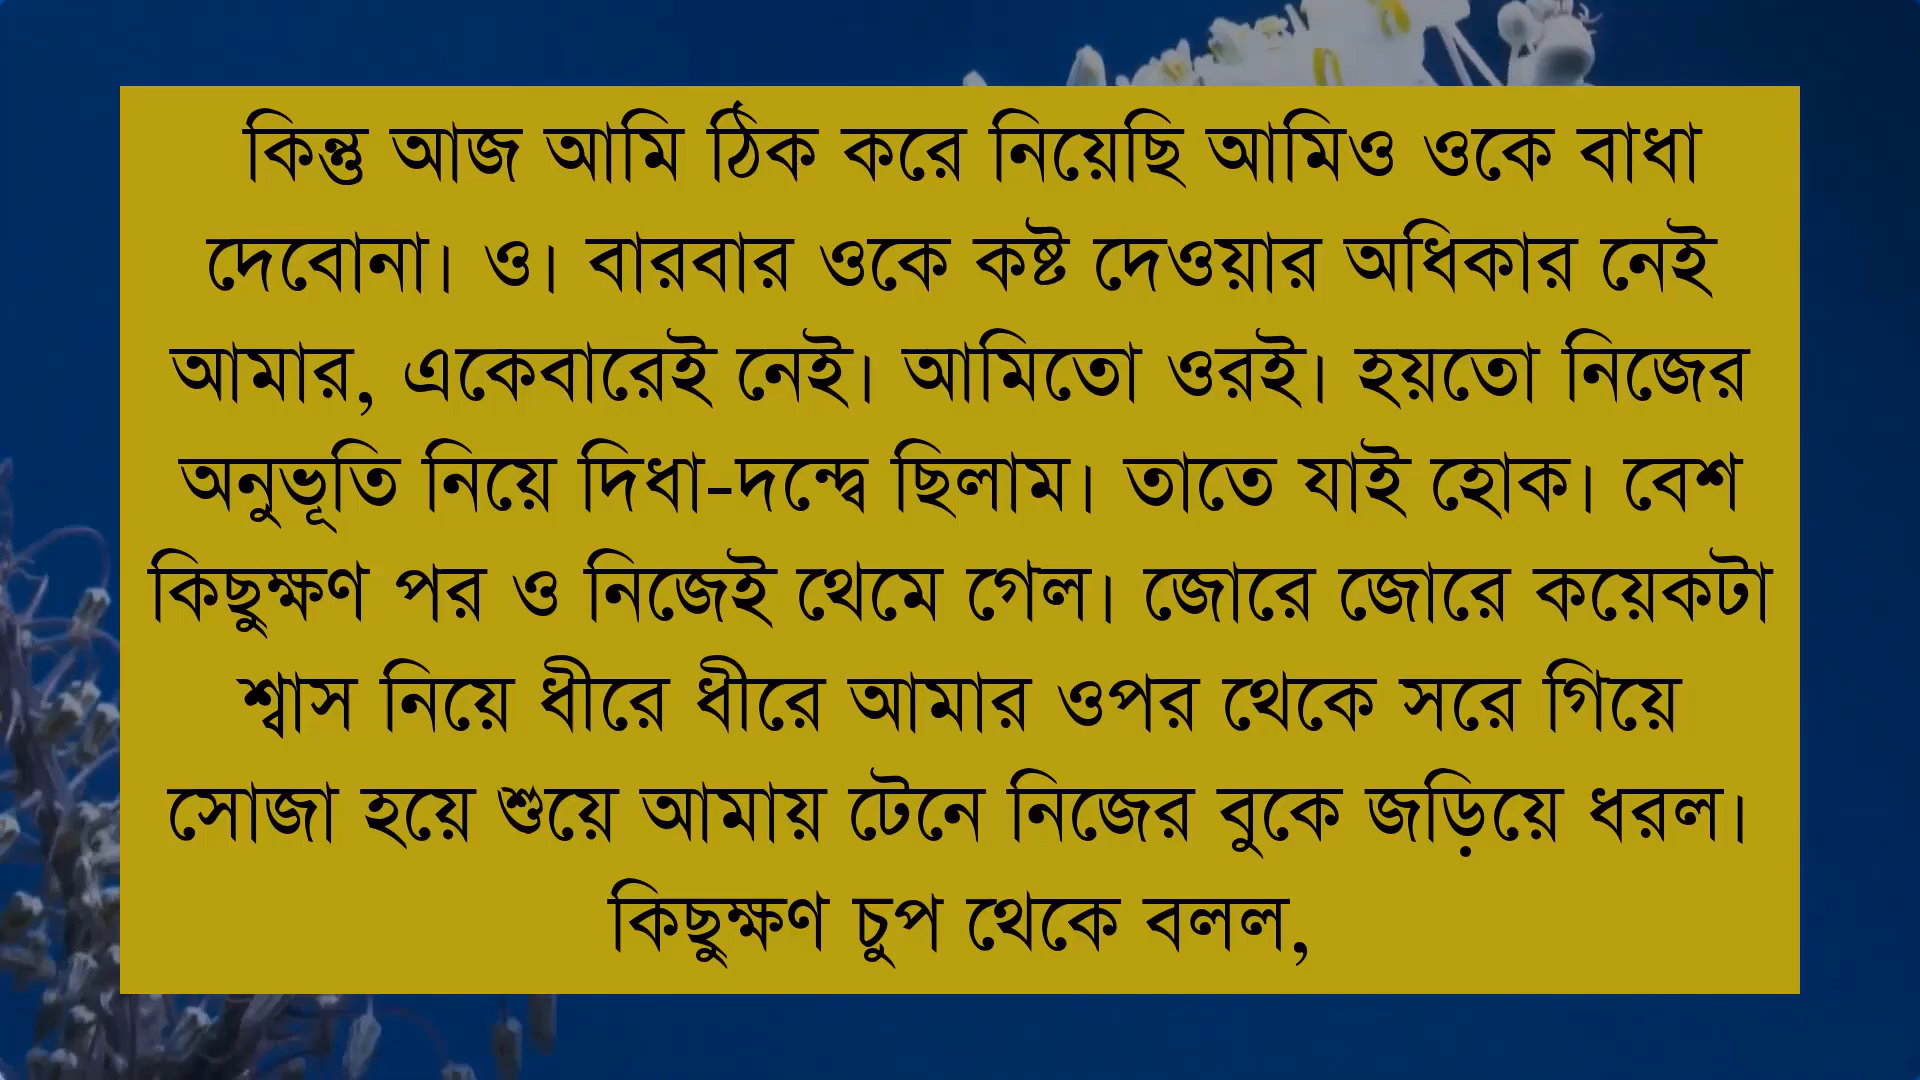 কিন্তু আজ আমি ঠিক করে নিয়েছি আমিও ওকে বাধা
দেবোনা। ও। বারবার ওকে কষ্ট দেওয়ার অধিকার নেই
আমার, একেবারেই নেই। আমিতো ওরই। হয়তো নিজের
অনুভূতি নিয়ে দিধা-দন্দ্বে ছিলাম। তাতে যাই হোক। বেশ
কিছুক্ষণ পর ও নিজেই থেমে গেল। জোরে জোরে কয়েকটা
শ্বাস নিয়ে ধীরে ধীরে আমার ওপর থেকে সরে গিয়ে
সোজা হয়ে শুয়ে আমায় টেনে নিজের বুকে জড়িয়ে ধরল।
কিছুক্ষণ চুপ থেকে বলল,